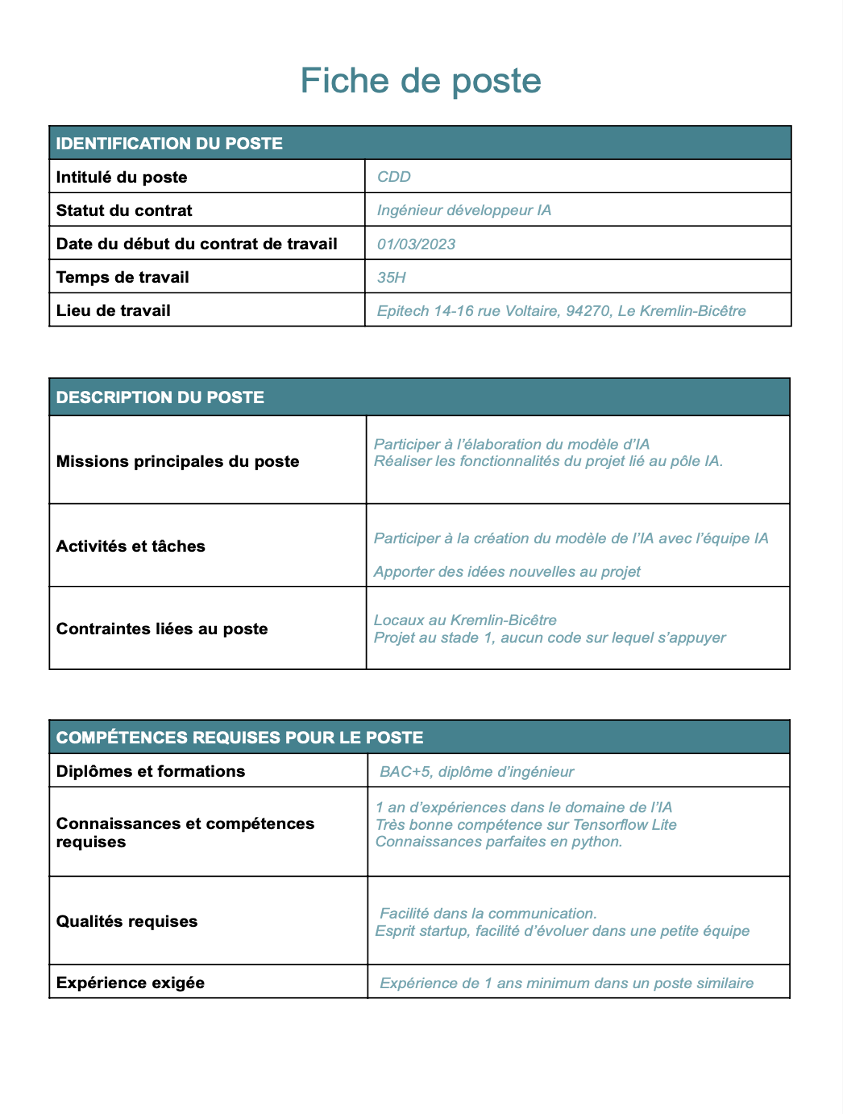 Fiche de poste
IDENTIFICATION DU POSTE
Intitulé du poste
CDD
Statut du contrat
Ingénieur développeur IA
Date du début du contrat de travail
01/03/2023
Temps de travail
35H
Lieu de travail
Epitech 14-16 rue Voltaire, 94270, Le Kremlin-Bicêtre
DESCRIPTION DU POSTE
Missions principales du poste
Participer à l’élaboration du modèle d’IA
Réaliser les fonctionnalités du projet lié au pôle IA.
Activités et tâches
Participer à la création du modèle de l’IA avec l’équipe IA
Apporter des idées nouvelles au projet
Contraintes liées au poste
Locaux au Kremlin-Bicêtre
Projet au stade 1, aucun code sur lequel s’appuyer
COMPÉTENCES REQUISES POUR LE POSTE
Diplômes et formations
BAC+5, diplôme d’ingénieur
Connaissances et compétences
requises
1 an d’expériences dans le domaine de l’IA
Très bonne compétence sur Tensorflow Lite
Connaissances parfaites en python.
Qualités requises
Facilité dans la communication.
Esprit startup, facilité d’évoluer dans une petite équipe
Expérience exigée
Expérience de 1 ans minimum dans un poste similaire